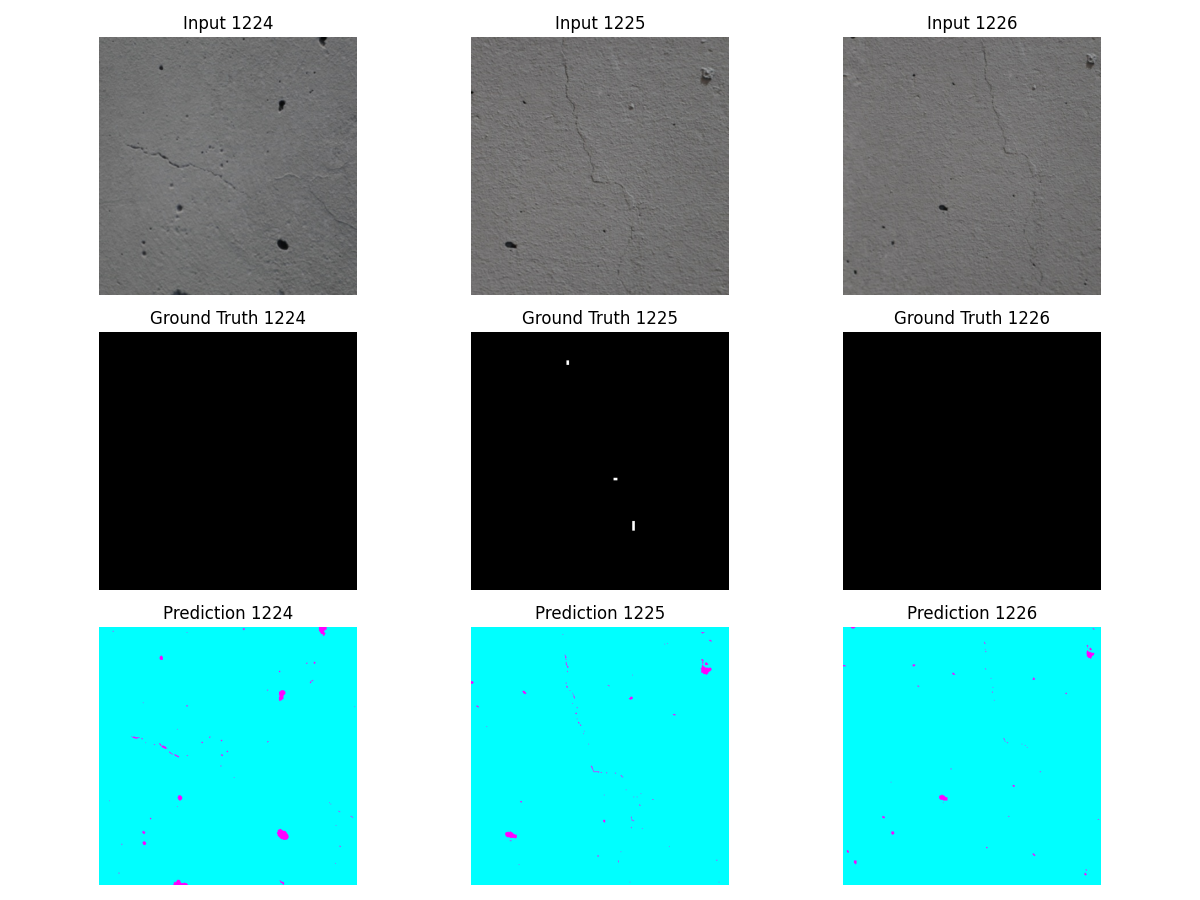 Input 1224
Input 1225
Input 1226
Ground Truth 1224
Ground Truth 1225
Ground Truth 1226
Prediction 1224
Prediction 1225
Prediction 1226